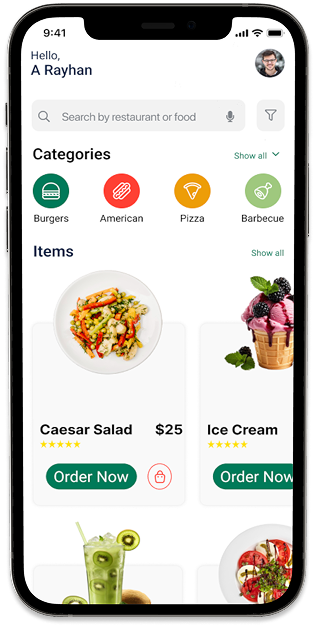 9:41
Hello,
A Rayhan
Search by restaurant or food
Categories
Show all
Burgers
American
Pizza
Barbecue
Items
Show all
Caesar Salad
$25
Ice Cream
Order Now
Order Now